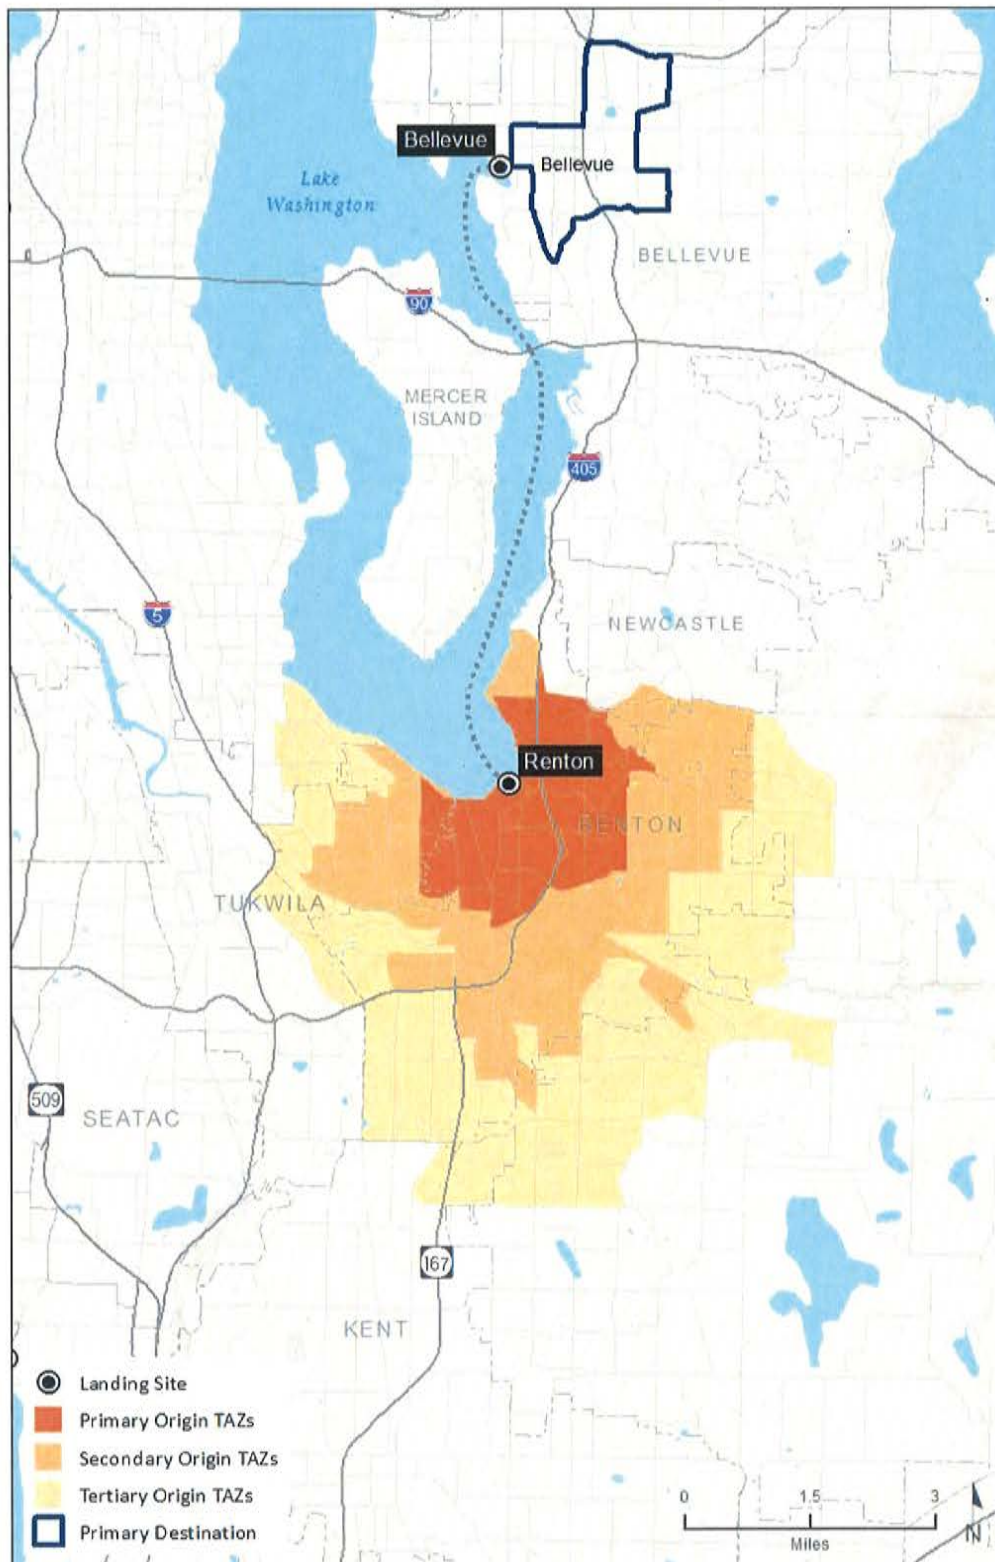 Bellevue
Bellevue
Lake
Washington
BELLEVUE
90
MERCER
ISLAND
405
NEWCASTLE
5
Renton
RENTON
TUKWILA
509
SEATAC
167
KENT
Landing Site
Primary Origin TAZs
Secondary Origin TAZs
Tertiary Origin TAZs
Primary Destination
0 1.5 3
Miles
N